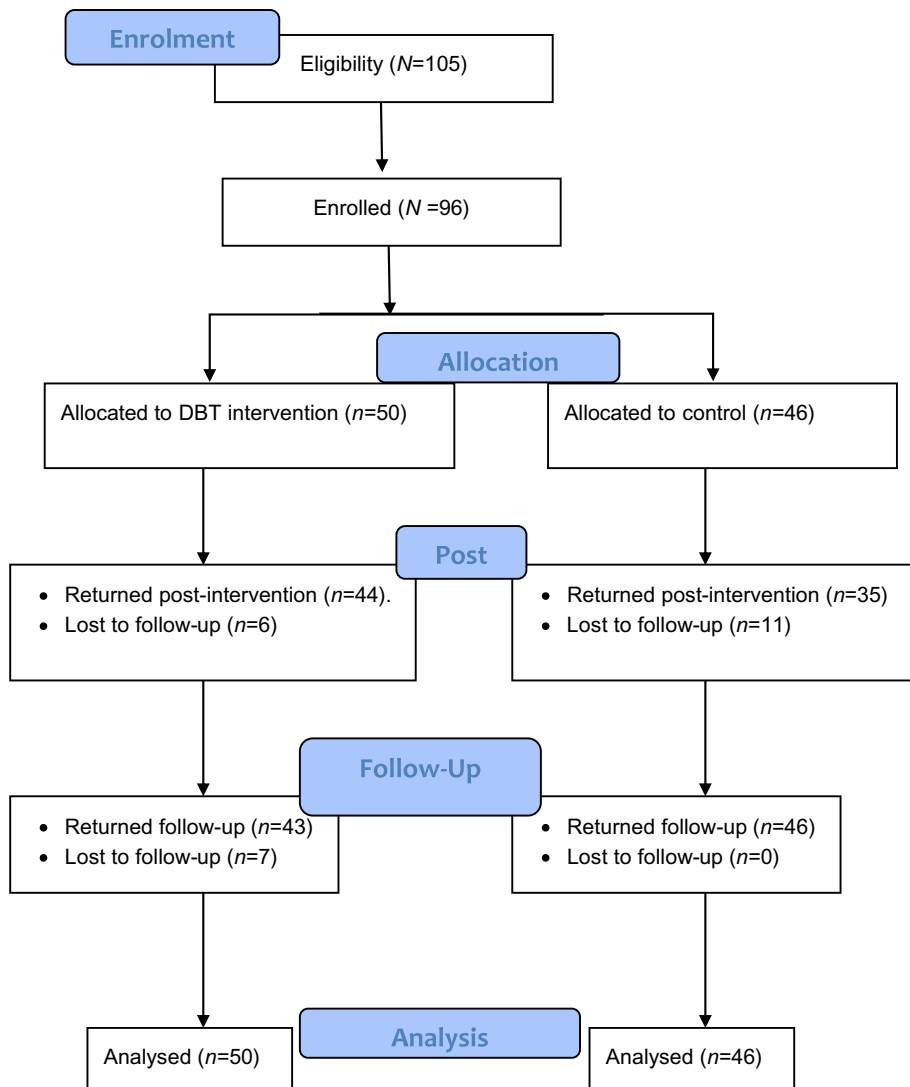 Enrolment
Eligibility (N=105)
Enrolled (N =96)
Allocation
Allocated to DBT intervention (n=50)
Allocated to control (n=46)
Post
• Returned post-intervention (n=44).
• Lost to follow-up (n=6)
• Returned post-intervention (n=35)
• Lost to follow-up (n=11)
Follow-Up
• Returned follow-up (n=43)
• Lost to follow-up (n=7)
• Returned follow-up (n=46)
• Lost to follow-up (n=0)
Analysis
Analysed (n=50)
Analysed (n=46)